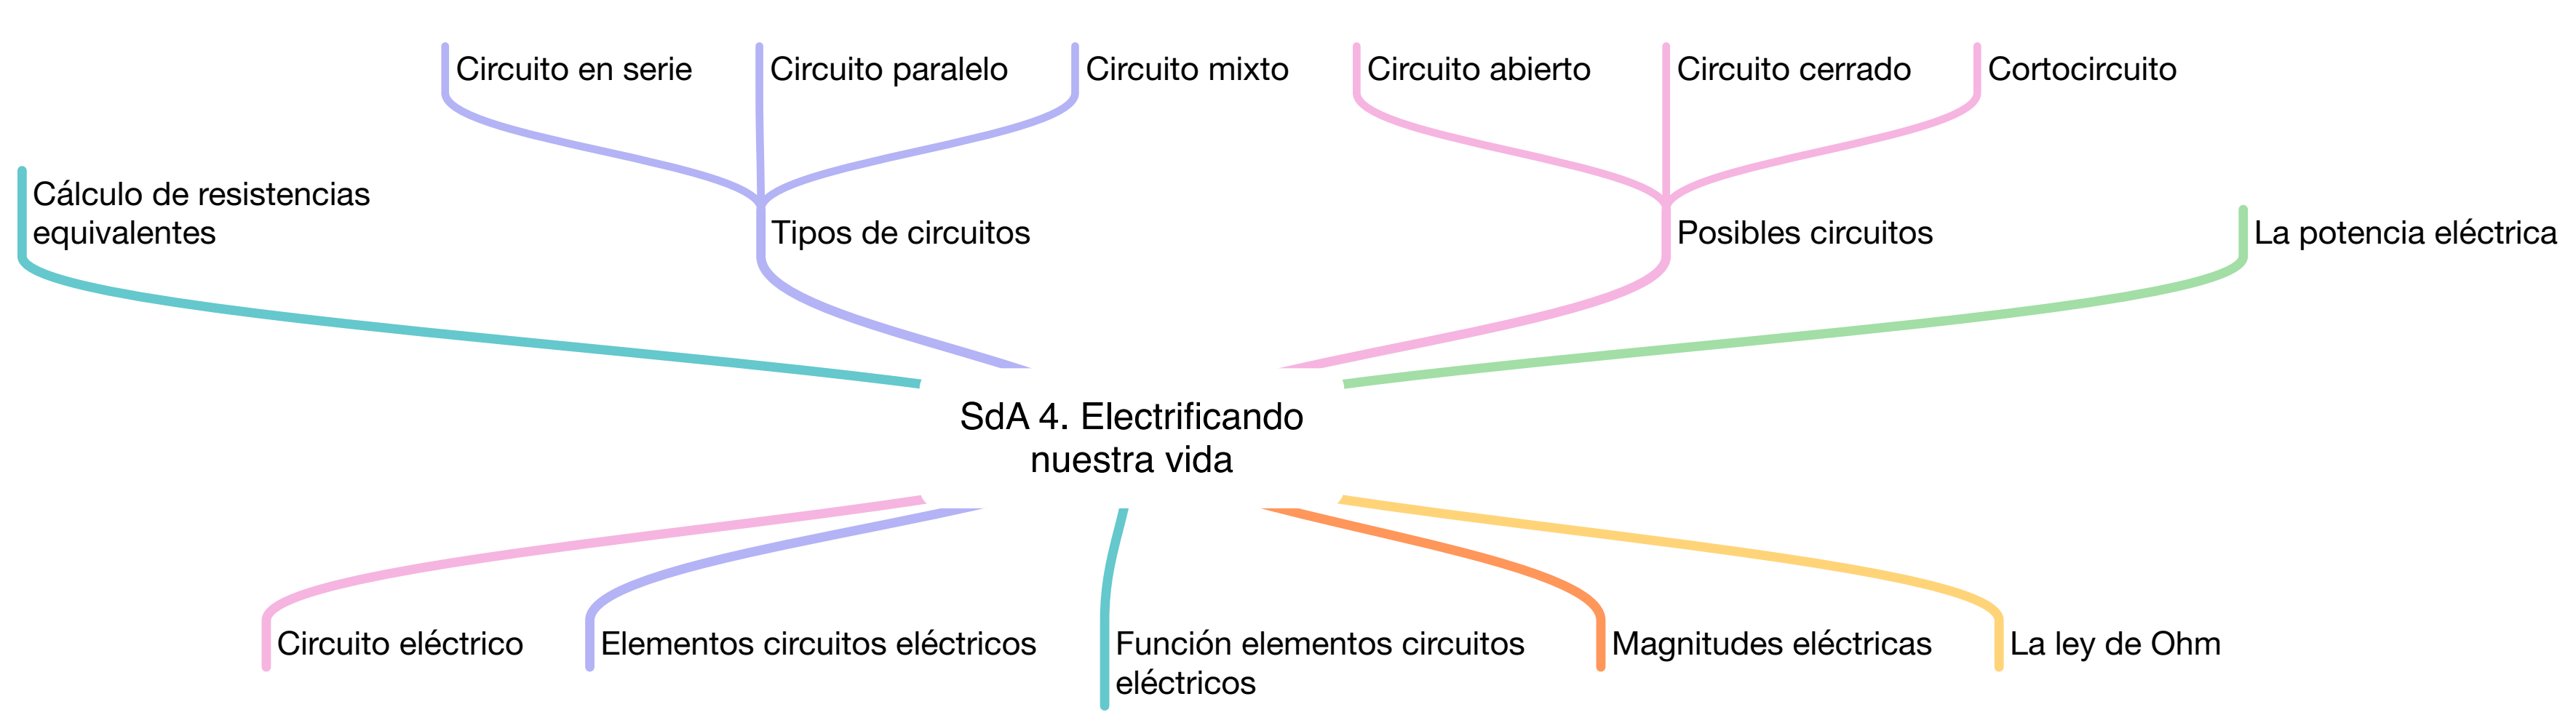 Circuito en serie
Circuito paralelo
Circuito mixto
Circuito abierto
Circuito cerrado
Cortocircuito
Cálculo de resistencias
equivalentes
Tipos de circuitos
Posibles circuitos
La potencia eléctrica
SdA 4. Electrificando
nuestra vida
Circuito eléctrico
Elementos circuitos eléctricos
Función elementos circuitos
eléctricos
Magnitudes eléctricas
La ley de Ohm